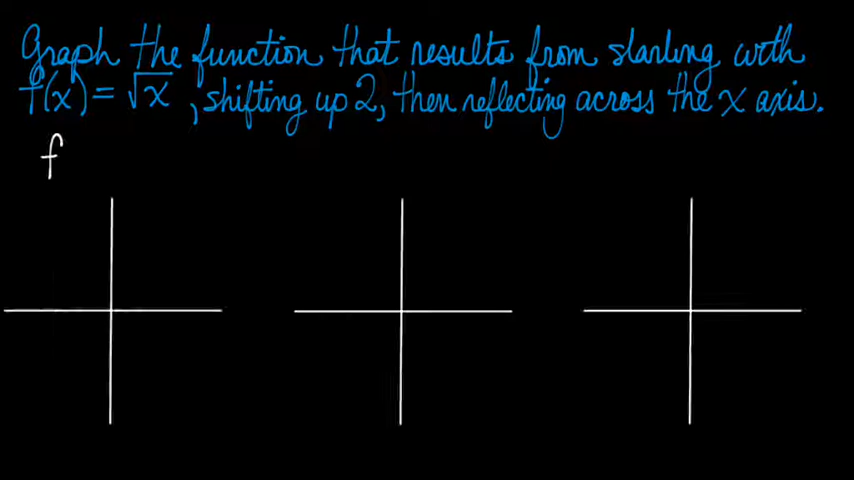 Graph the function that results from starting with
f(x) = √x , shifting up 2, then reflecting across the x axis.
f